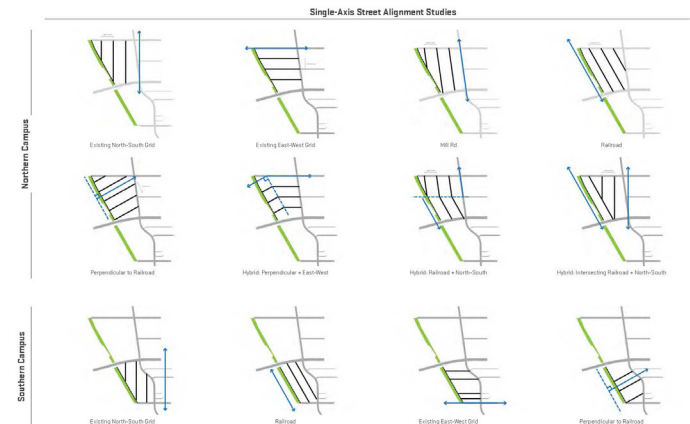 Single-Axis Street Alignment Studies
Northern Campus
Existing North-South Grid
Existing East-West Grid
Mill Rd
Railroad
Perpendicular to Railroad
Hybrid: Perpendicular + East-West
Hybrid: Railroad + North-South
Hybrid: Intersecting Railroad + North-South
Southern Campus
Existing North-South Grid
Railroad
Existing East-West Grid
Perpendicular to Railroad